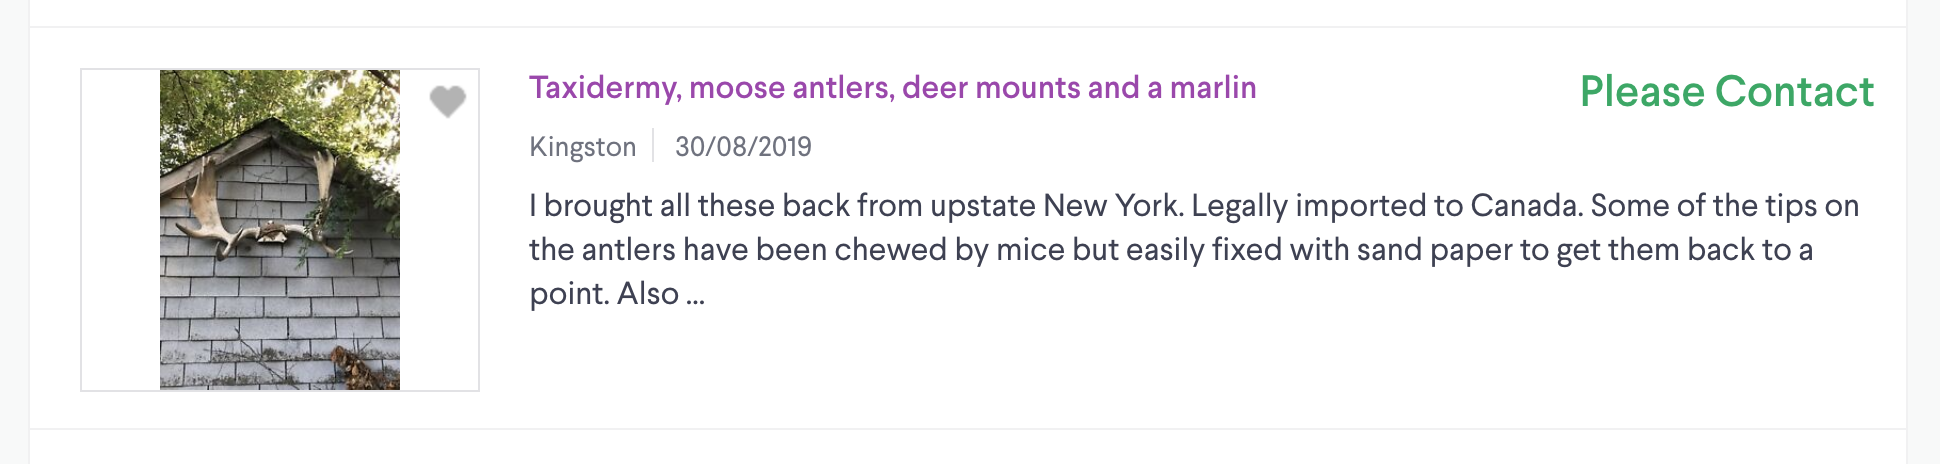 Taxidermy, moose antlers, deer mounts and a marlin
Please Contact
Kingston 30/08/2019
I brought all these back from upstate New York. Legally imported to Canada. Some of the tips on
the antlers have been chewed by mice but easily fixed with sand paper to get them back to a
point. Also ...